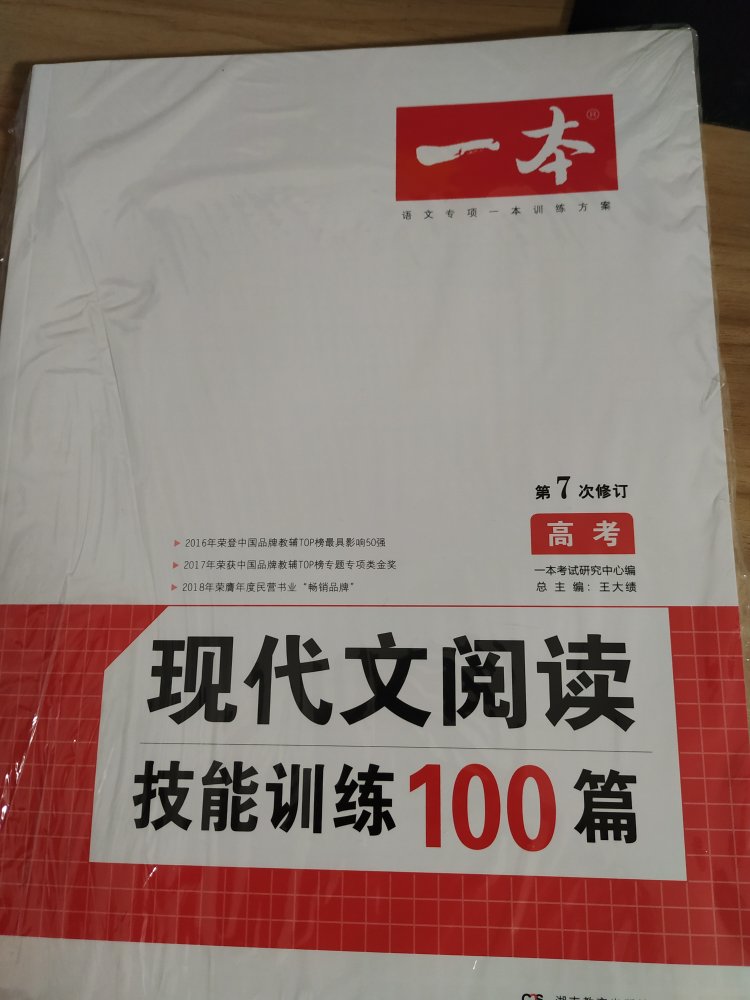 一本®
语文专项一本训练方案
第7次修订
高考
一本考试研究中心编
总主编：王大绩
▶ 2016年荣登中国品牌教辅TOP榜最具影响50强
▶ 2017年荣获中国品牌教辅TOP榜专题专项类金奖
▶ 2018年荣膺年度民营书业“畅销品牌”
现代文阅读
技能训练100篇